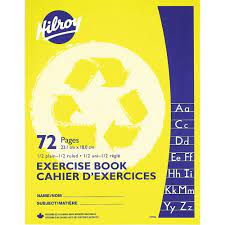 Hilroy
72 Pages
23.1 cm x 18.0 cm
1/2 plain-1/2 ruled • 1/2 uni-1/2 réglé
EXERCISE BOOK
CAHIER D'EXERCICES
NAME/NOM
SUBJECT/MATIÈRE
Aa
Cc
Dd
Ee
Ff
Hh
Ii
Kk
Mm
Rr
Yy
Zz